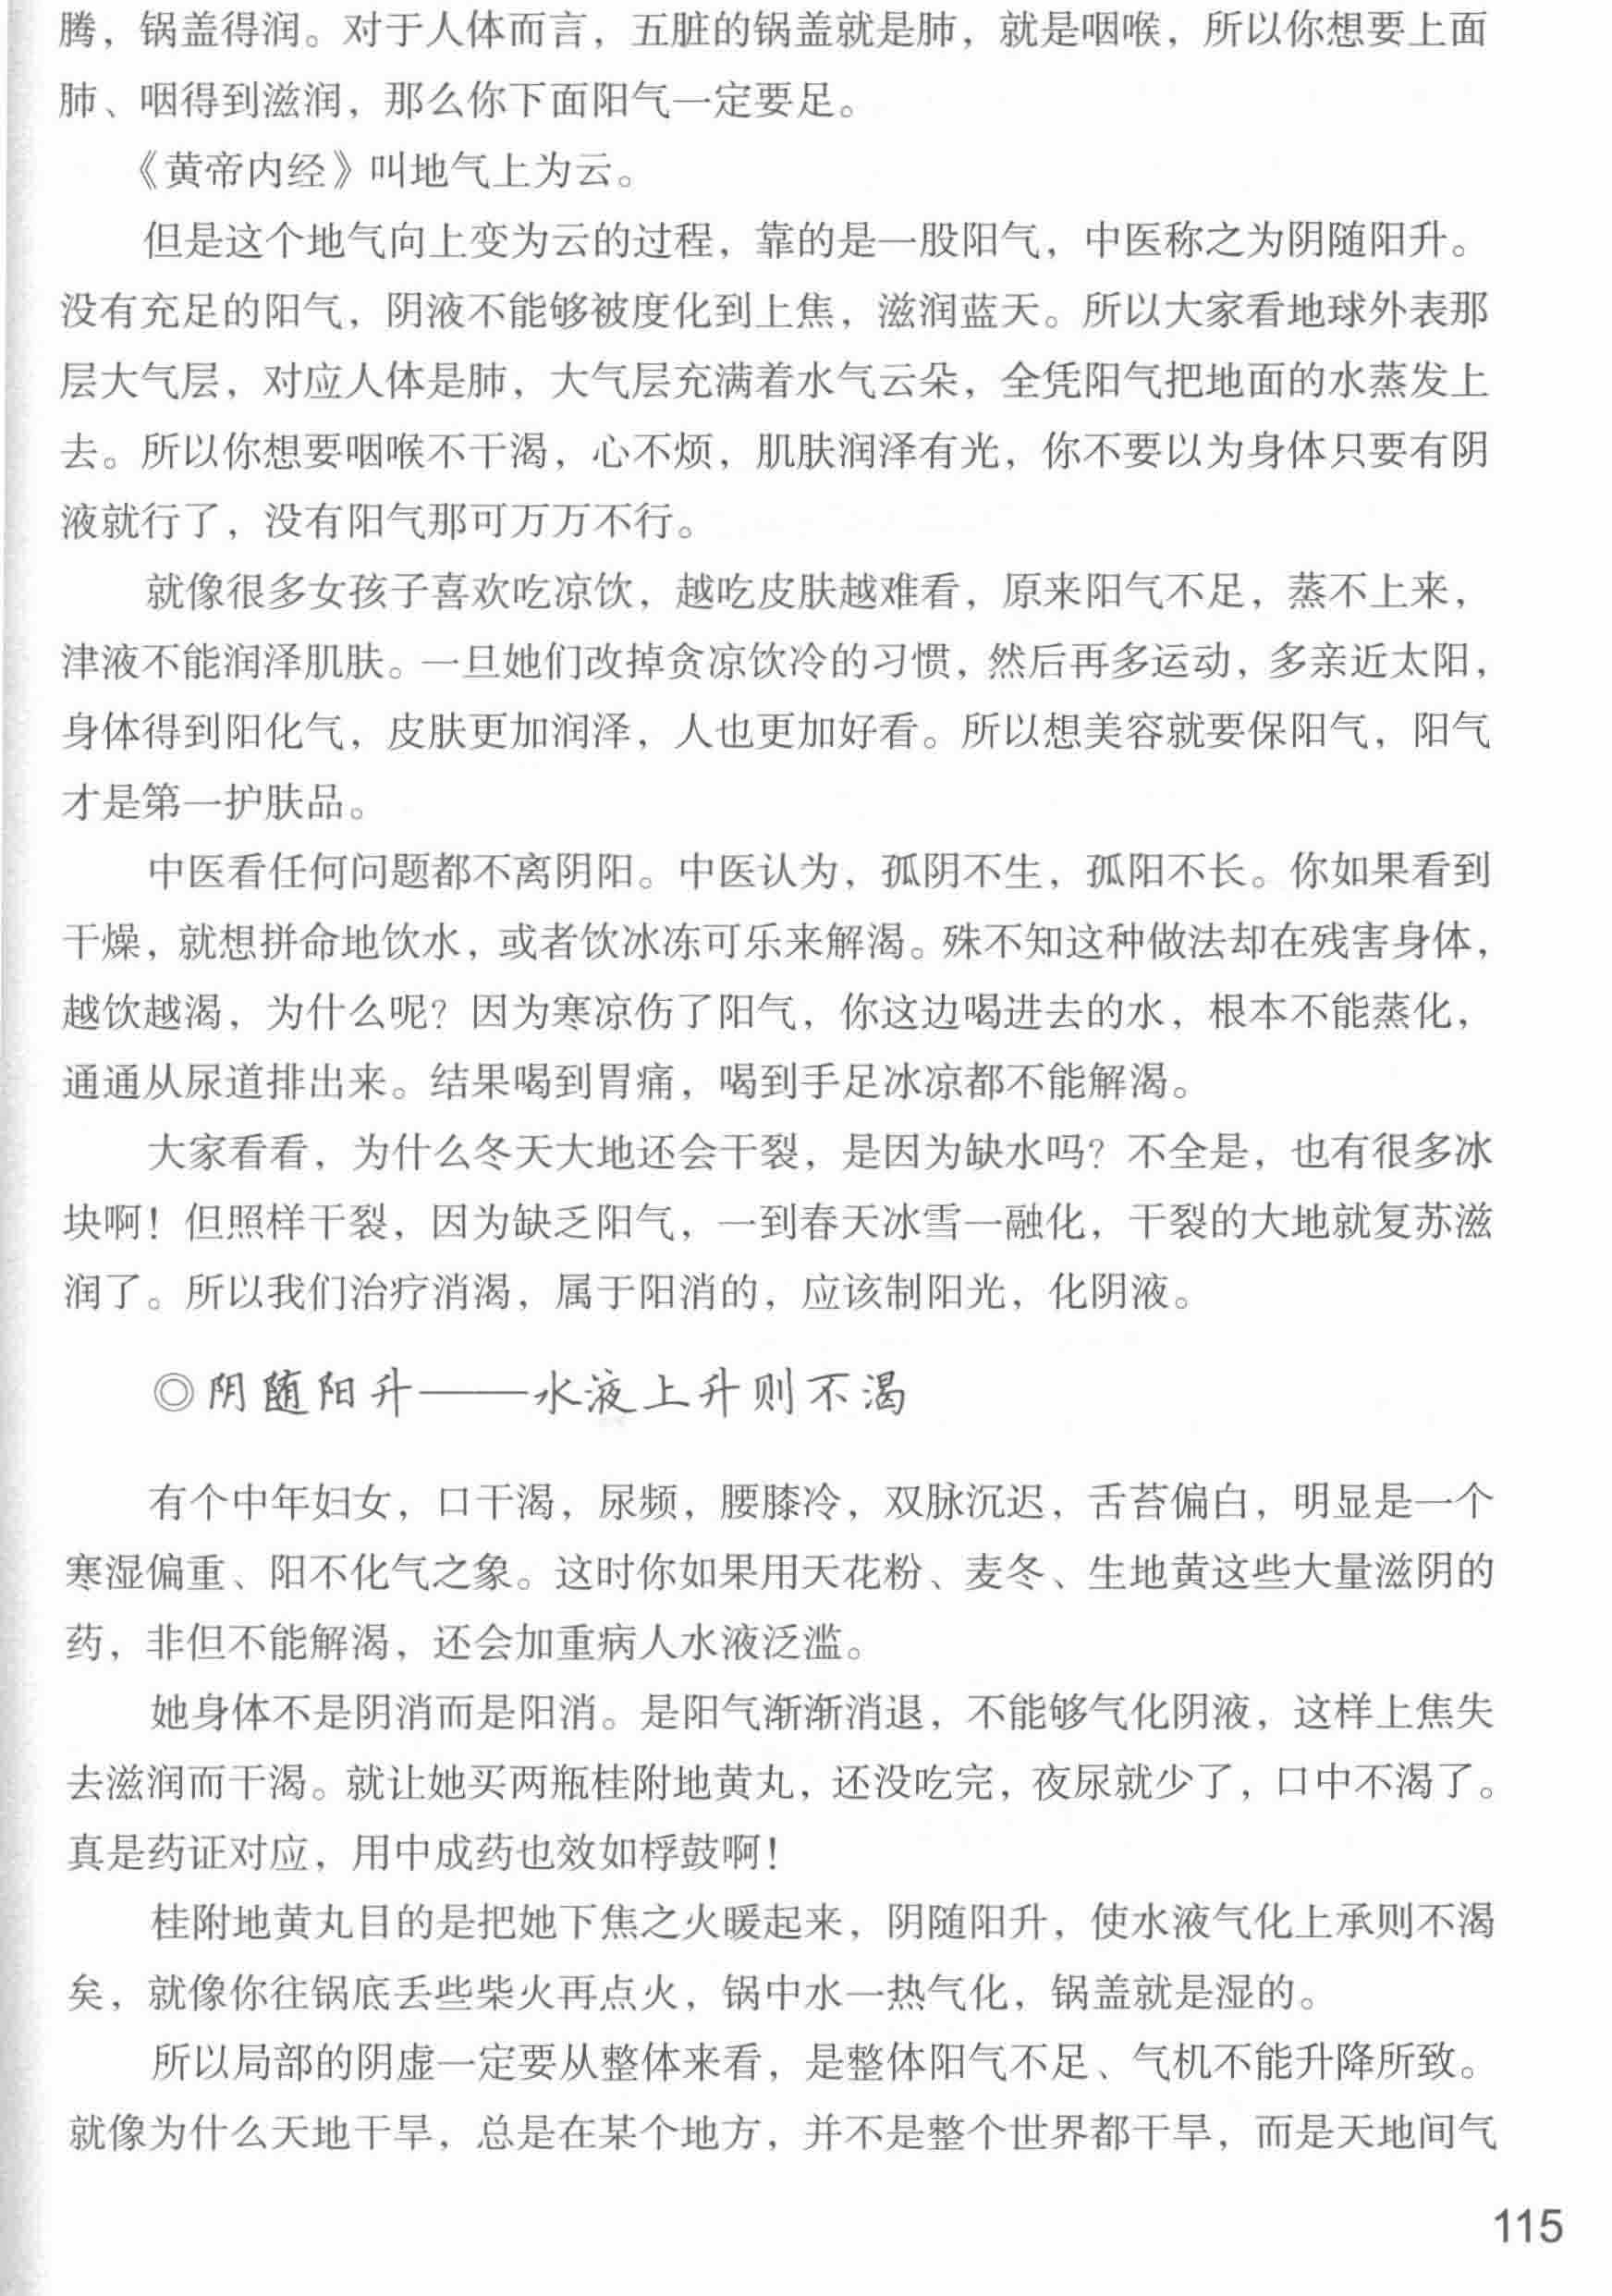 腾，锅盖得润。对于人体而言，五脏的锅盖就是肺，就是咽喉，所以你想要上面
肺、咽得到滋润，那么你下面阳气一定要足。
《黄帝内经》叫地气上为云。
但是这个地气向上变为云的过程，靠的是一股阳气，中医称之为阴随阳升。
没有充足的阳气，阴液不能够被度化到上焦，滋润蓝天。所以大家看地球外表那
层大气层，对应人体是肺，大气层充满着水气云朵，全凭阳气把地面的水蒸发上
去。所以你想要咽喉不干渴，心不烦，肌肤润泽有光，你不要以为身体只要有阴
液就行了，没有阳气那可万万不行。
就像很多女孩子喜欢吃凉饮，越吃皮肤越难看，原来阳气不足，蒸不上来，
津液不能润泽肌肤。一旦她们改掉贪凉饮冷的习惯，然后再多运动，多亲近太阳，
身体得到阳化气，皮肤更加润泽，人也更加好看。所以想美容就要保阳气，阳气
才是第一护肤品。
中医看任何问题都不离阴阳。中医认为，孤阴不生，孤阳不长。你如果看到
干燥，就想拼命地饮水，或者饮冰冻可乐来解渴。殊不知这种做法却在残害身体，
越饮越渴，为什么呢？因为寒凉伤了阳气，你这边喝进去的水，根本不能蒸化，
通通从尿道排出来。结果喝到胃痛，喝到手足冰凉都不能解渴。
大家看看，为什么冬天大地还会干裂，是因为缺水吗？不全是，也有很多冰
块啊！但照样干裂，因为缺乏阳气，一到春天冰雪一融化，干裂的大地就复苏滋
润了。所以我们治疗消渴，属于阳消的，应该制阳光，化阴液。
◎阴随阳升——水液上升则不渴
有个中年妇女，口干渴，尿频，腰膝冷，双脉沉迟，舌苔偏白，明显是一个
寒湿偏重、阳不化气之象。这时你如果用天花粉、麦冬、生地黄这些大量滋阴的
药，非但不能解渴，还会加重病人水液泛滥。
她身体不是阴消而是阳消。是阳气渐渐消退，不能够气化阴液，这样上焦失
去滋润而干渴。就让她买两瓶桂附地黄丸，还没吃完，夜尿就少了，口中不渴了。
真是药证对应，用中成药也效如桴鼓啊！
桂附地黄丸目的是把她下焦之火暖起来，阴随阳升，使水液气化上承则不渴
矣，就像你往锅底丢些柴火再点火，锅中水一热气化，锅盖就是湿的。
所以局部的阴虚一定要从整体来看，是整体阳气不足、气机不能升降所致。
就像为什么天地干旱，总是在某个地方，并不是整个世界都干旱，而是天地间气
115